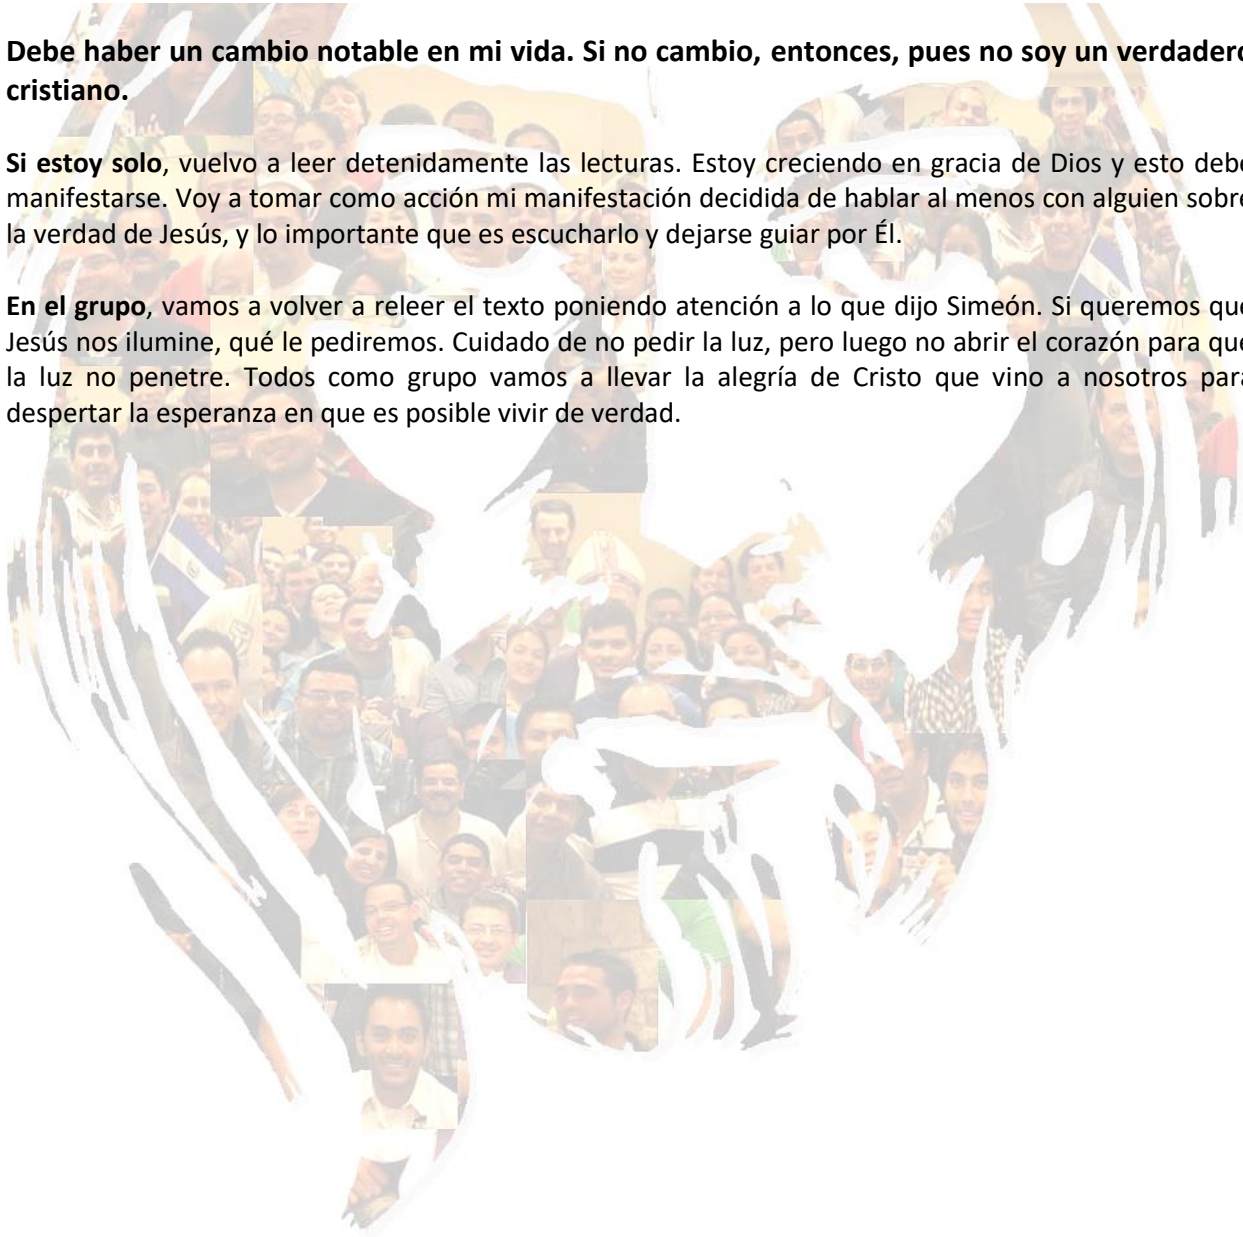 Debe haber un cambio notable en mi vida. Si no cambio, entonces, pues no soy un verdadero
cristiano.
Si estoy solo, vuelvo a leer detenidamente las lecturas. Estoy creciendo en gracia de Dios y esto debe
manifestarse. Voy a tomar como acción mi manifestación decidida de hablar al menos con alguien sobre
la verdad de Jesús, y lo importante que es escucharlo y dejarse guiar por Él.
En el grupo, vamos a volver a releer el texto poniendo atención a lo que dijo Simeón. Si queremos que
Jesús nos ilumine, qué le pediremos. Cuidado de no pedir la luz, pero luego no abrir el corazón para que
la luz no penetre. Todos como grupo vamos a llevar la alegría de Cristo que vino a nosotros para
despertar la esperanza en que es posible vivir de verdad.